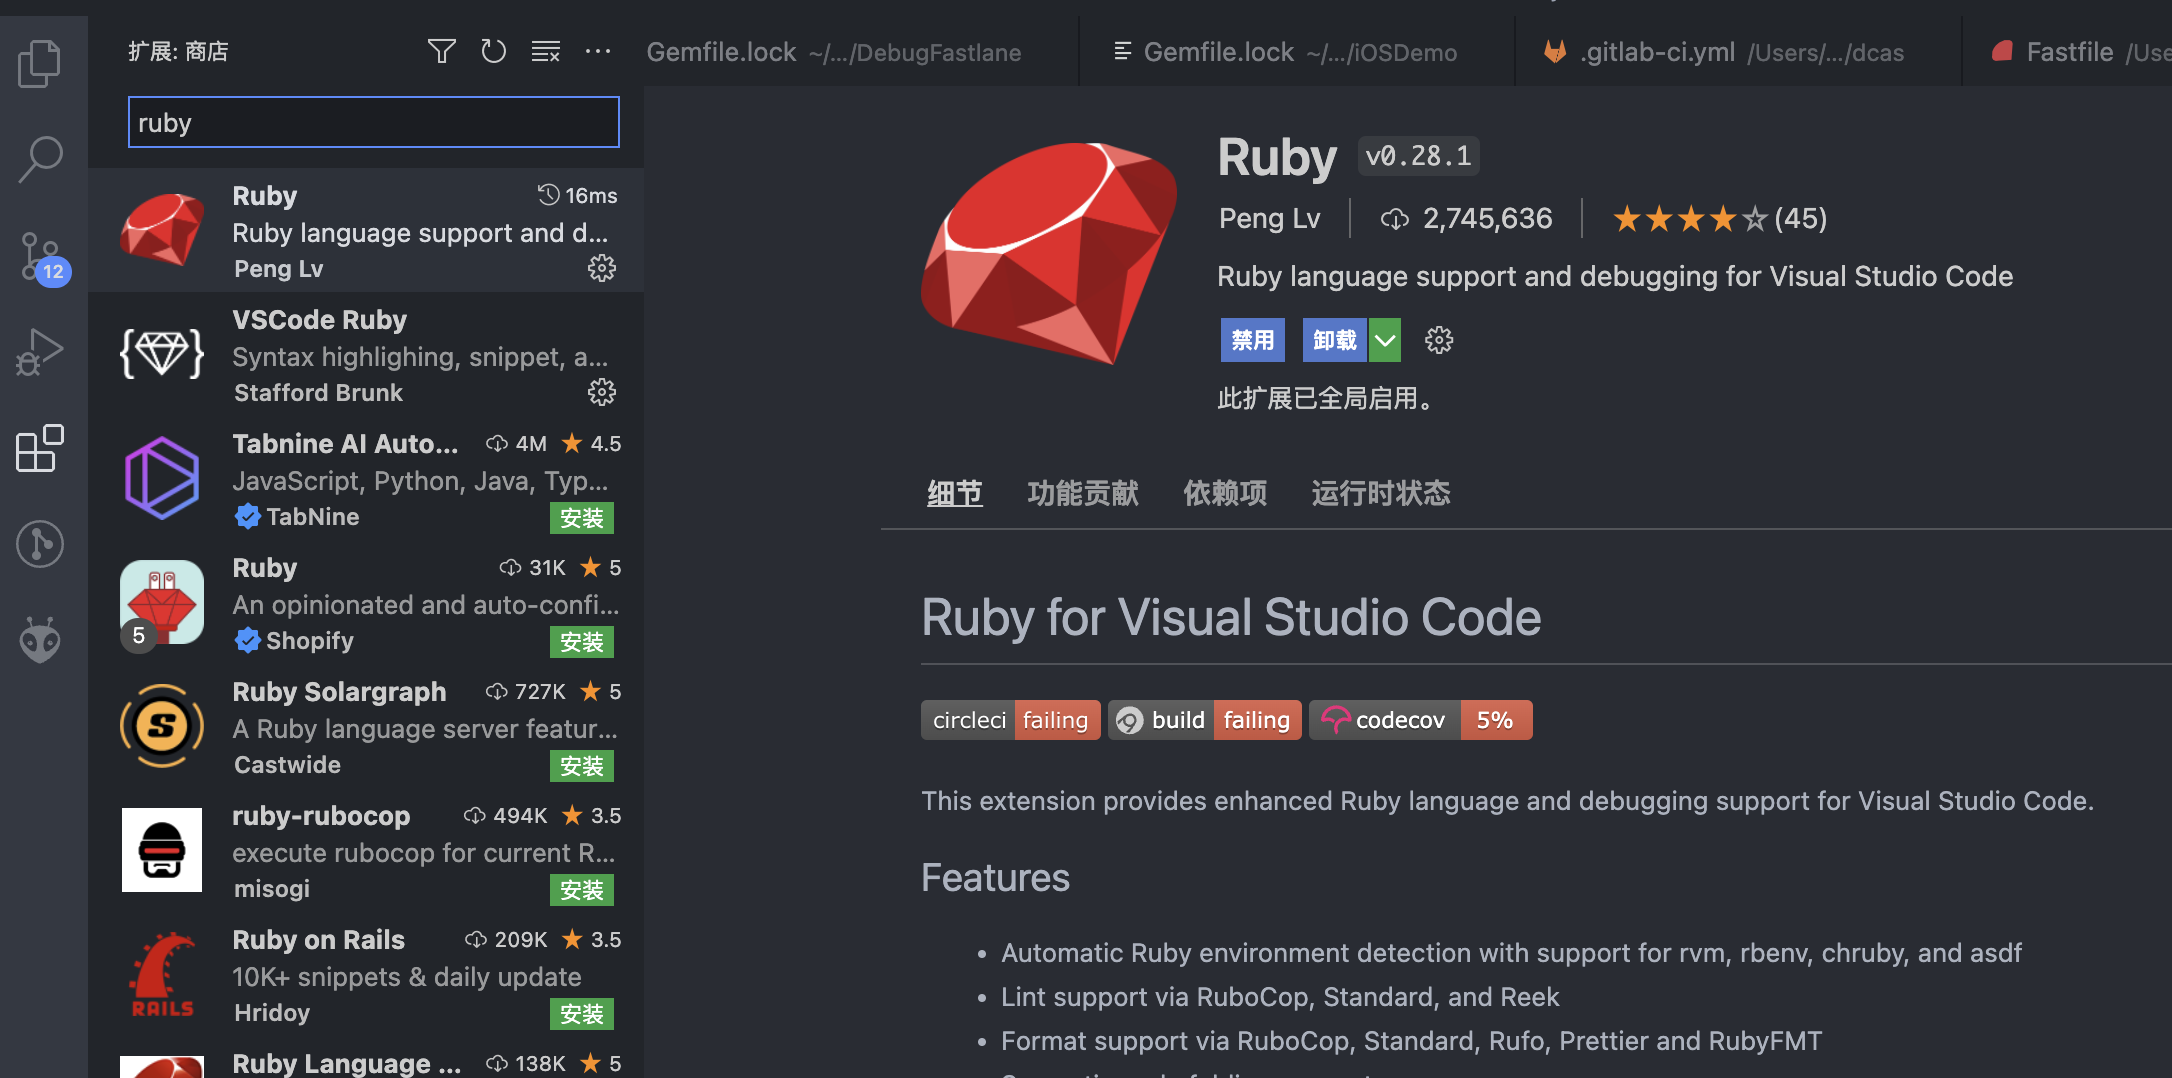 扩展: 商店
Gemfile.lock ~/.../DebugFastlane
Gemfile.lock ~/.../iOSDemo
.gitlab-ci.yml /Users/.../dcas
Fastfile /Use
ruby
12
Ruby 16ms
Ruby language support and d...
Peng Lv
VSCode Ruby
Syntax highlighing, snippet, a...
Stafford Brunk
Tabnine AI Auto... 4M 4.5
JavaScript, Python, Java, Typ...
TabNine 安装
Ruby 31K 5
An opinionated and auto-confi...
5 Shopify 安装
Ruby Solargraph 727K 5
A Ruby language server featur...
Castwide 安装
ruby-rubocop 494K 3.5
execute rubocop for current R...
misogi 安装
Ruby on Rails 209K 3.5
10K+ snippets & daily update
RAILS
Hridoy 安装
Ruby Language ... 138K 5
Ruby v0.28.1
Peng Lv 2,745,636 (45)
Ruby language support and debugging for Visual Studio Code
禁用 卸载
此扩展已全局启用。
细节 功能贡献 依赖项 运行时状态
Ruby for Visual Studio Code
circleci failing build failing codecov 5%
This extension provides enhanced Ruby language and debugging support for Visual Studio Code.
Features
• Automatic Ruby environment detection with support for rvm, rbenv, chruby, and asdf
• Lint support via RuboCop, Standard, and Reek
• Format support via RuboCop, Standard, Rufo, Prettier and RubyFMT